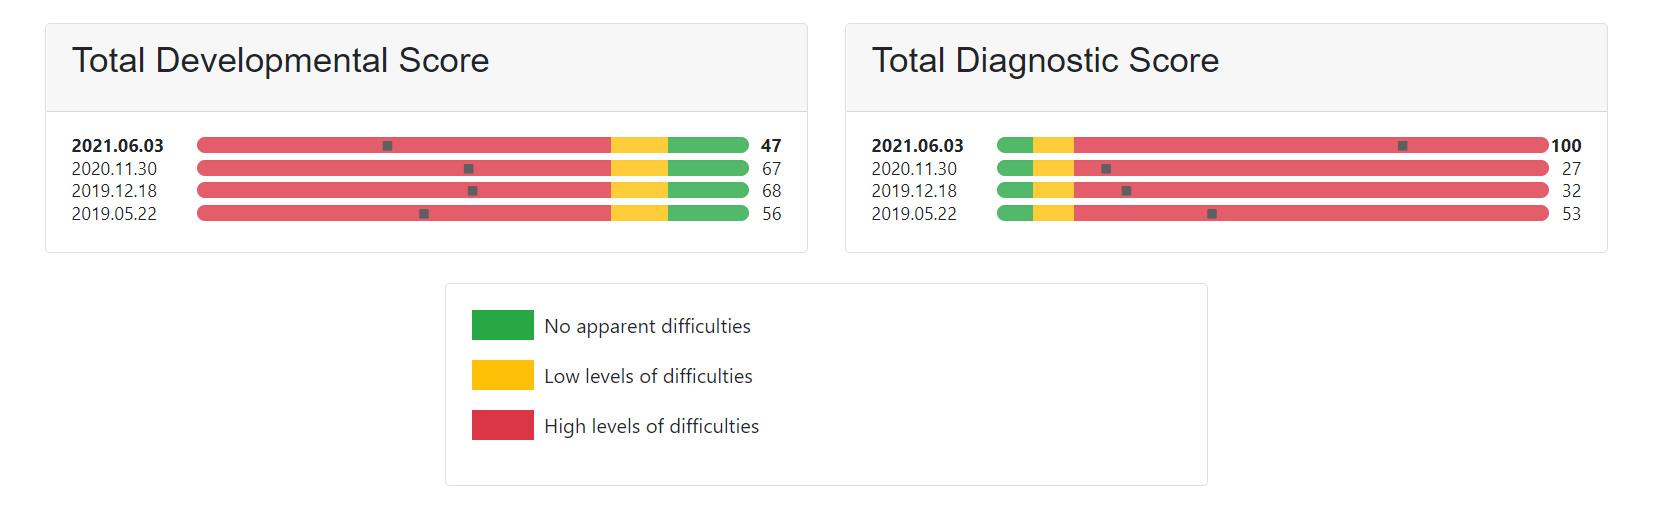 Total Developmental Score
2021.06.03 47
2020.11.30 67
2019.12.18 68
2019.05.22 56
Total Diagnostic Score
2021.06.03 100
2020.11.30 27
2019.12.18 32
2019.05.22 53
No apparent difficulties
Low levels of difficulties
High levels of difficulties